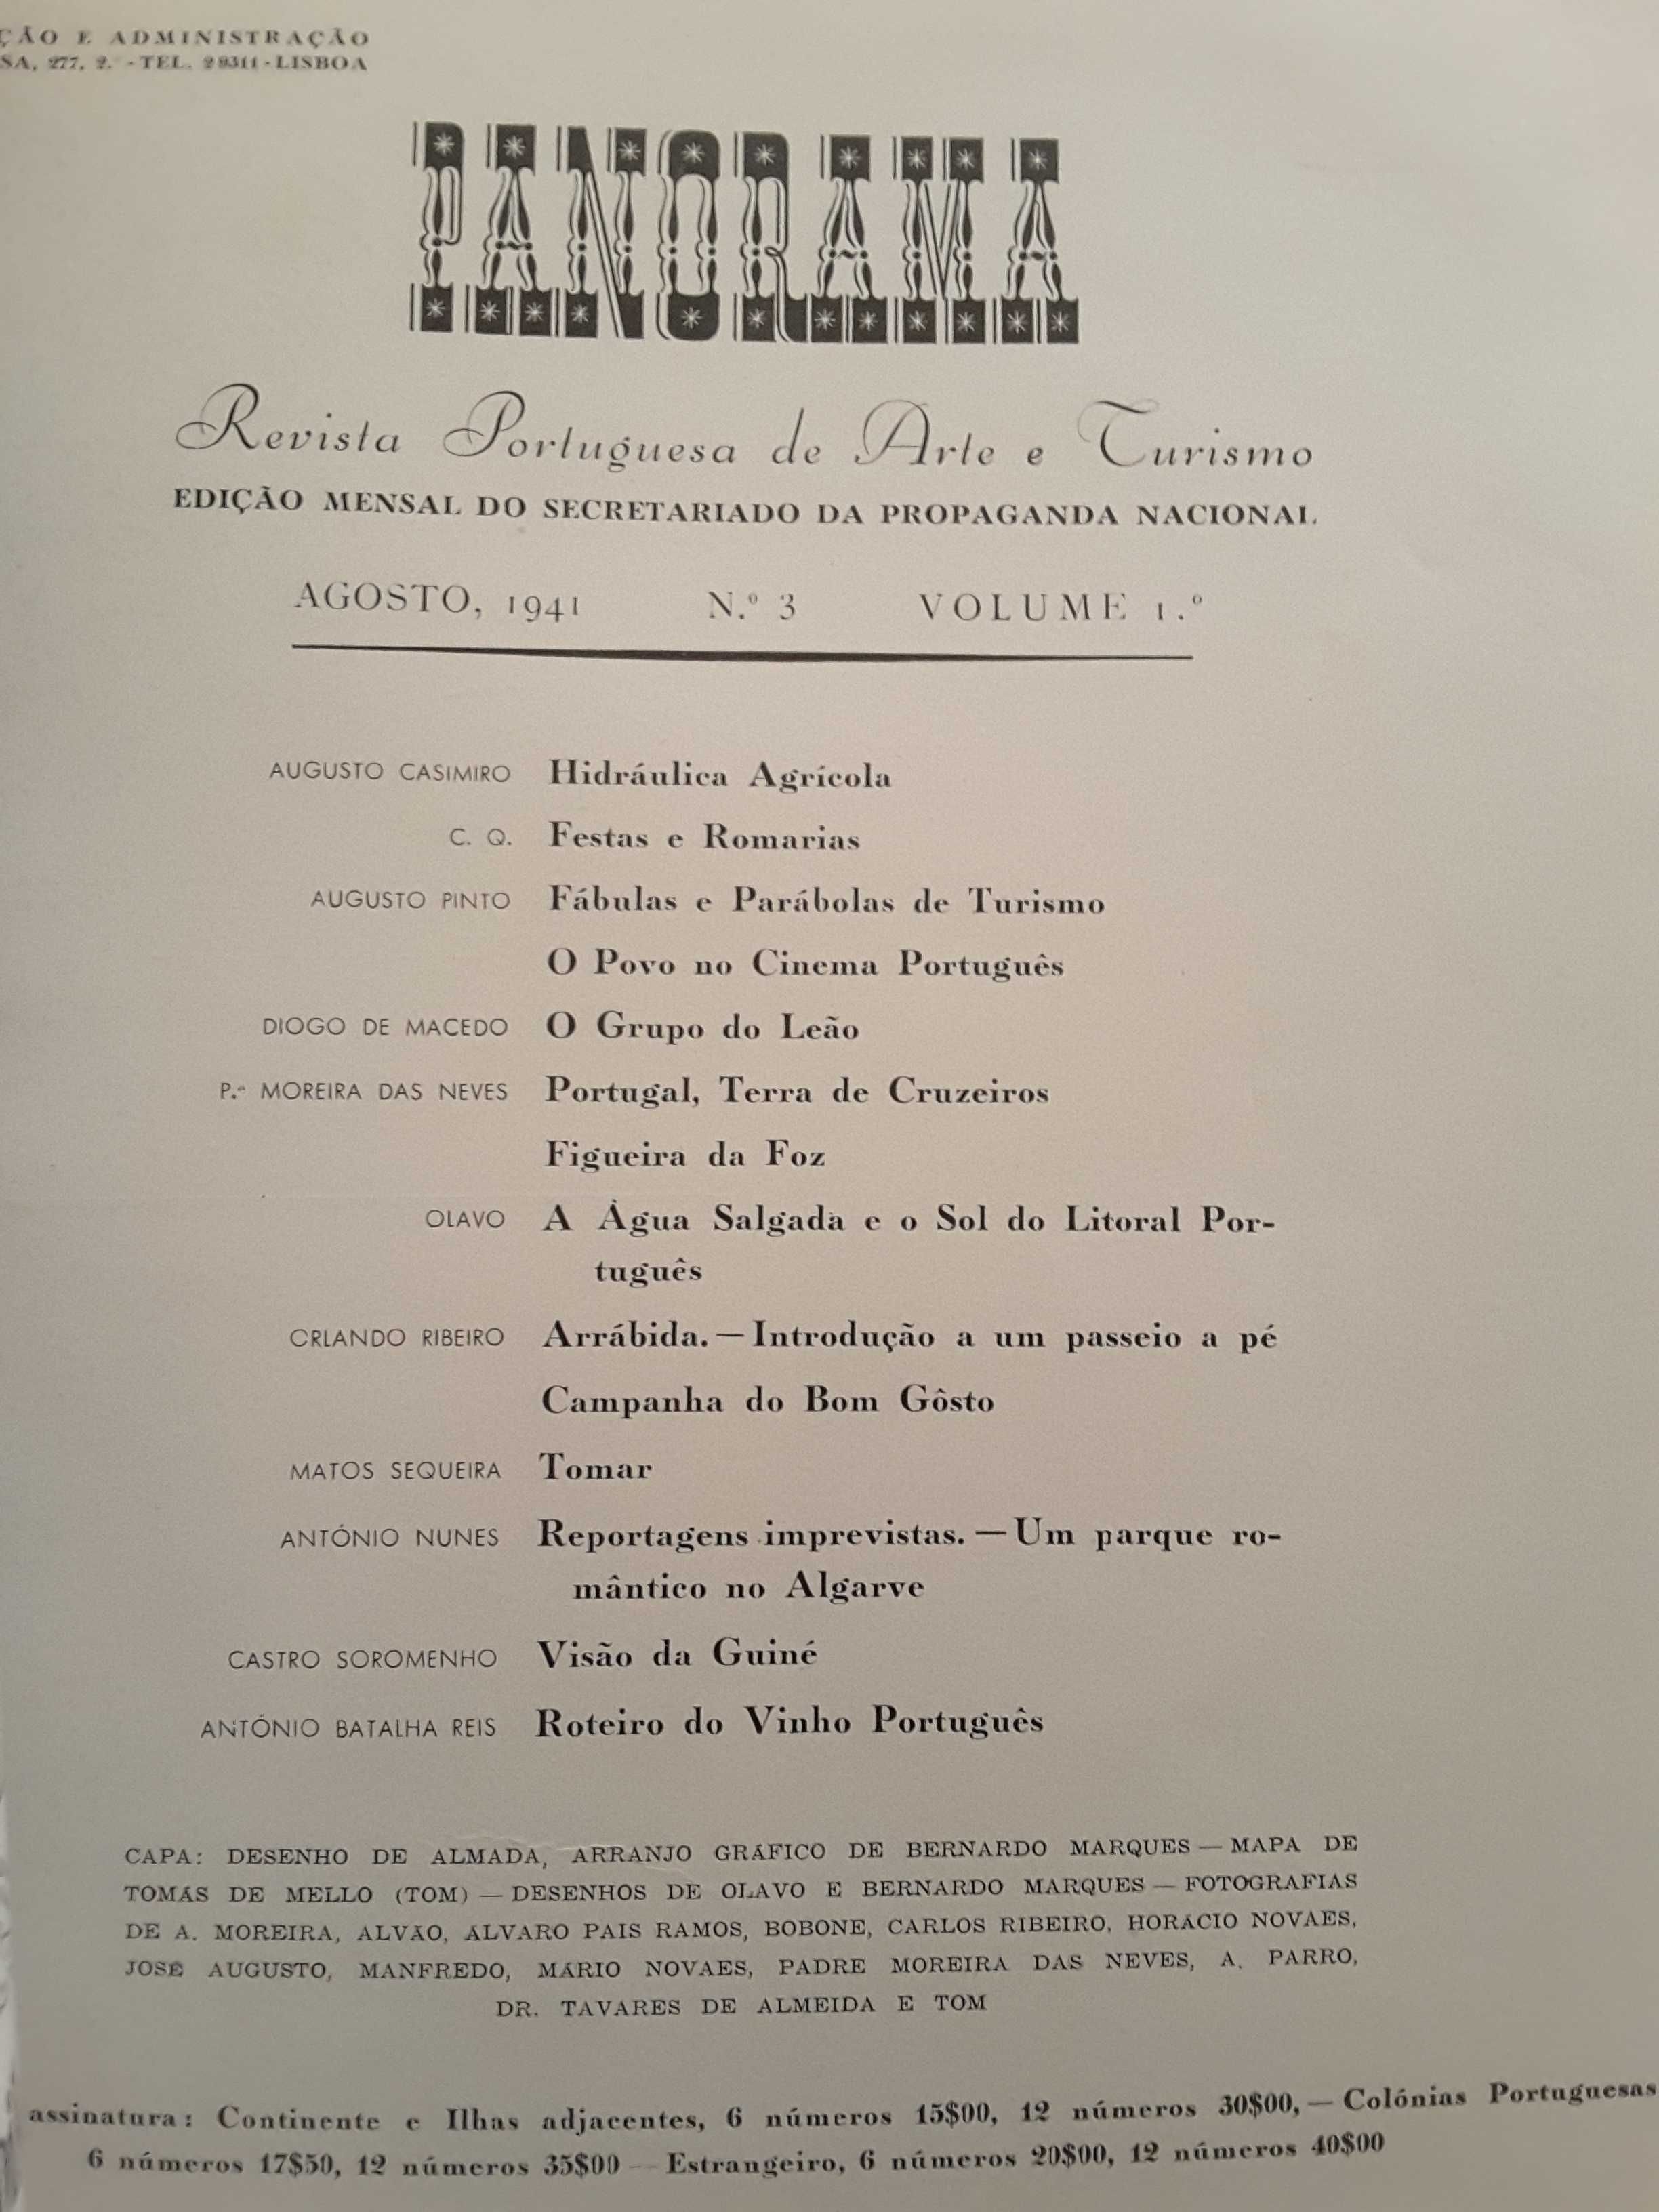 ÇÃO E ADMINISTRAÇÃO
SA, 277, 2.º - TEL. 29311 - LISBOA
PANORAMA
Revista Portuguesa de Arte e Turismo
EDIÇÃO MENSAL DO SECRETARIADO DA PROPAGANDA NACIONAL
AGOSTO, 1941 N.º 3 VOLUME 1.º
AUGUSTO CASIMIRO Hidráulica Agrícola
C. Q. Festas e Romarias
AUGUSTO PINTO Fábulas e Parábolas de Turismo
O Povo no Cinema Português
DIOGO DE MACEDO O Grupo do Leão
P.e MOREIRA DAS NEVES Portugal, Terra de Cruzeiros
Figueira da Foz
OLAVO A Água Salgada e o Sol do Litoral Por-
tuguês
CRLANDO RIBEIRO Arrábida. — Introdução a um passeio a pé
Campanha do Bom Gôsto
MATOS SEQUEIRA Tomar
ANTÓNIO NUNES Reportagens imprevistas. — Um parque ro-
mântico no Algarve
CASTRO SOROMENHO Visão da Guiné
ANTÓNIO BATALHA REIS Roteiro do Vinho Português
CAPA: DESENHO DE ALMADA, ARRANJO GRÁFICO DE BERNARDO MARQUES — MAPA DE
TOMÁS DE MELLO (TOM) — DESENHOS DE OLAVO E BERNARDO MARQUES — FOTOGRAFIAS
DE A. MOREIRA, ALVÃO, ÁLVARO PAIS RAMOS, BOBONE, CARLOS RIBEIRO, HORÁCIO NOVAES,
JOSÉ AUGUSTO, MANFREDO, MÁRIO NOVAES, PADRE MOREIRA DAS NEVES, A. PARRO,
DR. TAVARES DE ALMEIDA E TOM
assinatura: Continente e Ilhas adjacentes, 6 números 15$00, 12 números 30$00, — Colónias Portuguesas
6 números 17$50, 12 números 35$00 — Estrangeiro, 6 números 20$00, 12 números 40$00